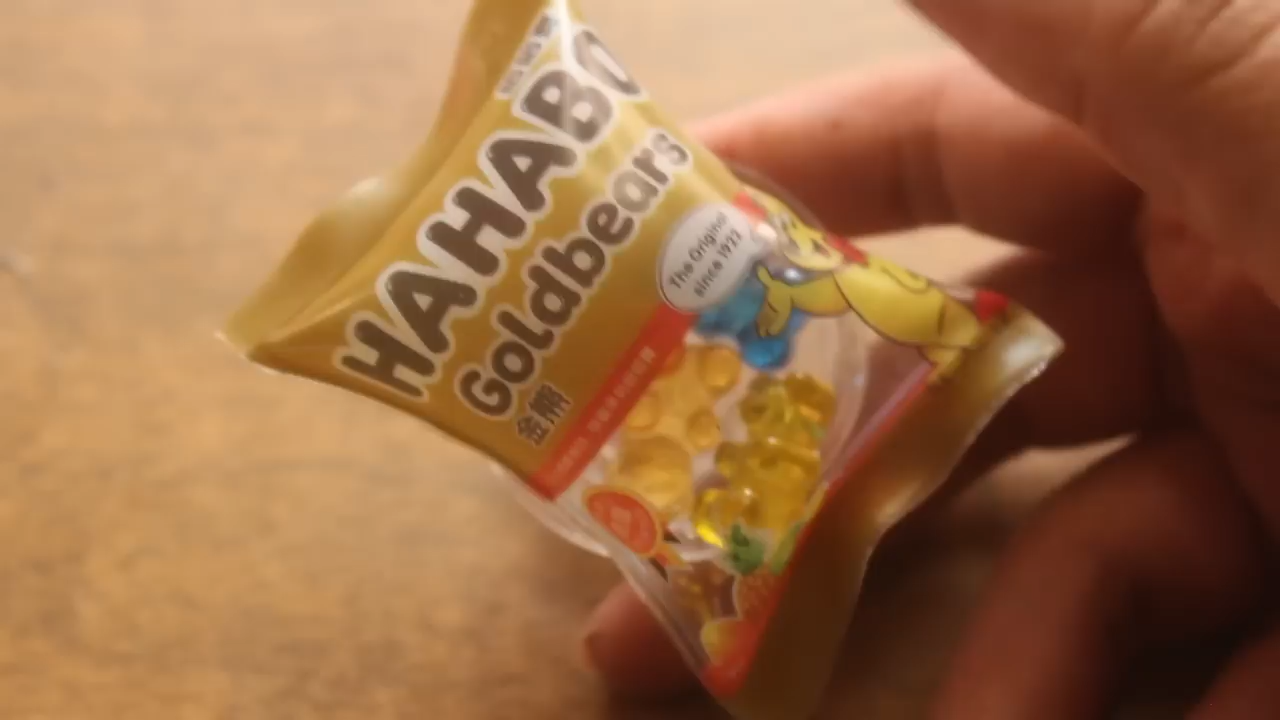 HAHABO
Goldbears
金熊
The Original
since 1922